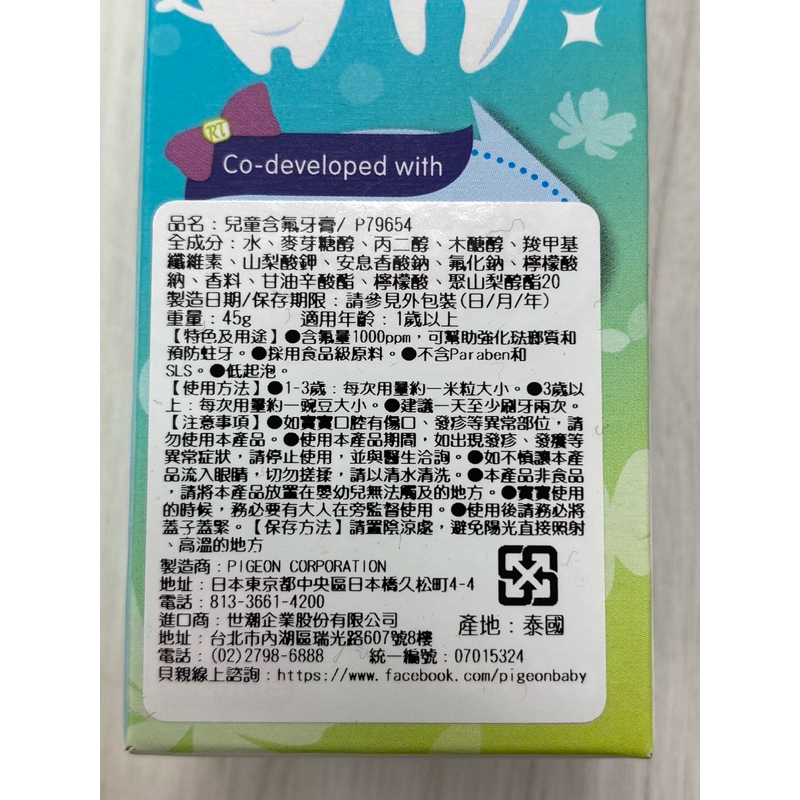 RT
Co-developed with
品名：兒童含氟牙膏/ P79654
全成分：水、麥芽糖醇、丙二醇、木醣醇、羧甲基
纖維素、山梨酸鉀、安息香酸鈉、氟化鈉、檸檬酸
納、香料、甘油辛酸酯、檸檬酸、聚山梨醇酯20
製造日期/保存期限：請參見外包裝(日/月/年)
重量：45g 適用年齡：1歲以上
【特色及用途】●含氟量1000ppm，可幫助強化琺瑯質和
預防蛀牙。●採用食品級原料。●不含Paraben和
SLS。●低起泡。
【使用方法】●1-3歲：每次用量約一米粒大小。●3歲以
上：每次用量約一豌豆大小。●建議一天至少刷牙兩次。
【注意事項】●如寶寶口腔有傷口、發疹等異常部位，請
勿使用本產品。●使用本產品期間，如出現發疹、發癢等
異常症狀，請停止使用，並與醫生洽詢。●如不慎讓本產
品流入眼睛，切勿搓揉，請以清水清洗。●本產品非食品
，請將本產品放置在嬰幼兒無法觸及的地方。●寶寶使用
的時候，務必要有大人在旁監督使用。●使用後請務必將
蓋子蓋緊。【保存方法】請置陰涼處，避免陽光直接照射
、高溫的地方
製造商：PIGEON CORPORATION
地址：日本東京都中央區日本橋久松町4-4
電話：813-3661-4200
進口商：世潮企業股份有限公司
產地：泰國
地址：台北市內湖區瑞光路607號8樓
電話：(02)2798-6888 統一編號：07015324
貝親線上諮詢：https://www.facebook.com/pigeonbaby